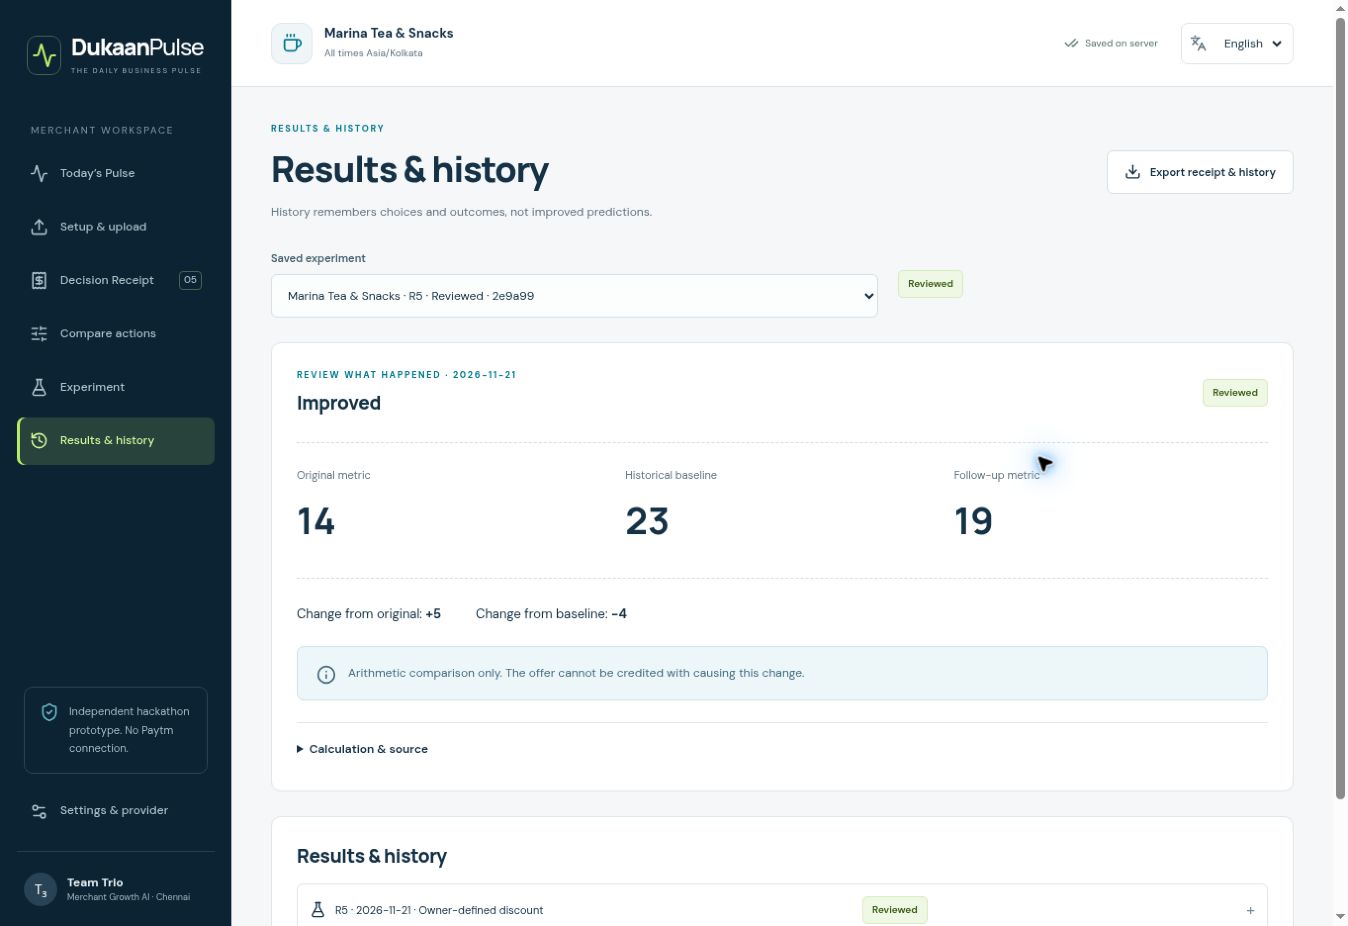 DukaanPulse
THE DAILY BUSINESS PULSE
MERCHANT WORKSPACE
Today's Pulse
Setup & upload
Decision Receipt 05
Compare actions
Experiment
Results & history
Independent hackathon
prototype. No Paytm
connection.
Settings & provider
T3
Team Trio
Merchant Growth AI · Chennai
Marina Tea & Snacks
All times Asia/Kolkata
Saved on server
English
RESULTS & HISTORY
Results & history
Export receipt & history
History remembers choices and outcomes, not improved predictions.
Saved experiment
Marina Tea & Snacks · R5 · Reviewed · 2e9a99
Reviewed
REVIEW WHAT HAPPENED · 2026-11-21
Improved
Reviewed
Original metric Historical baseline Follow-up metric
14 23 19
Change from original: +5 Change from baseline: -4
Arithmetic comparison only. The offer cannot be credited with causing this change.
Calculation & source
Results & history
R5 · 2026-11-21 · Owner-defined discount Reviewed +